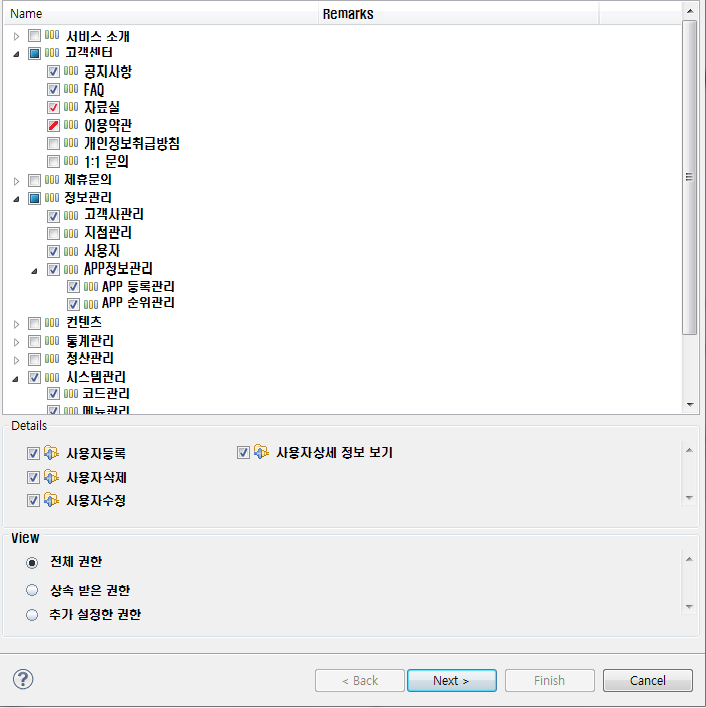 Name Remarks
서비스 소개
고객센터
공지사항
FAQ
자료실
이용약관
개인정보취급방침
1:1 문의
제휴문의
정보관리
고객사관리
지점관리
사용자
APP정보관리
APP 등록관리
APP 순위관리
컨텐츠
통계관리
정산관리
시스템관리
코드관리
메뉴관리
Details
사용자등록 사용자상세 정보 보기
사용자삭제
사용자수정
View
전체 권한
상속 받은 권한
추가 설정한 권한
? < Back Next > Finish Cancel